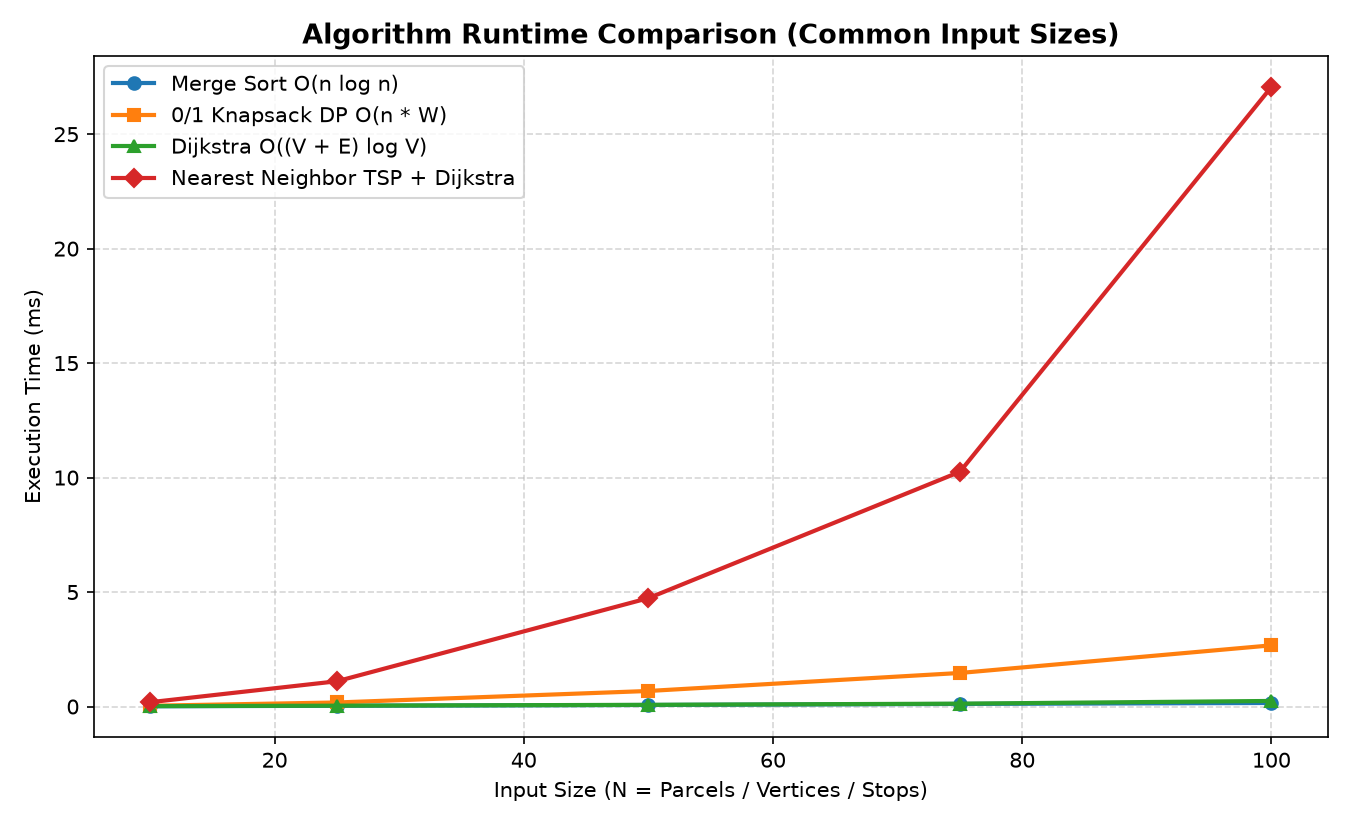 Algorithm Runtime Comparison (Common Input Sizes)
Merge Sort O(n log n)
0/1 Knapsack DP O(n * W)
Dijkstra O((V + E) log V)
Nearest Neighbor TSP + Dijkstra
Execution Time (ms)
25
20
15
10
5
0
20 40 60 80 100
Input Size (N = Parcels / Vertices / Stops)